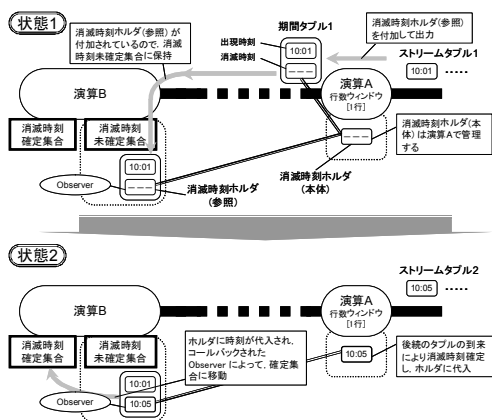 状態1
消滅時刻ホルダ(参照) が
付加されているので、消滅
時刻未確定集合に保持
期間タプル1
出現時刻
消滅時刻
10:01
---
消滅時刻ホルダ(参照)
を付加して出力
ストリームタプル1
10:01 ・・・・・
演算B
演算A
行数ウィンドウ
[1行]
消滅時刻
確定集合
消滅時刻
未確定集合
---
消滅時刻ホルダ(本
体) は演算Aで管理
する
10:01
---
Observer
消滅時刻ホルダ
(参照)
消滅時刻ホルダ
(本体)
状態2
ストリームタプル2
10:05 ・・・・・
演算B
演算A
行数ウィンドウ
[1行]
消滅時刻
確定集合
消滅時刻
未確定集合
ホルダに時刻が代入され、
コールバックされた
Observer によって、確定集
合に移動
10:05
後続のタプルの到来
により消滅時刻確定
し、ホルダに代入
10:01
10:05
Observer